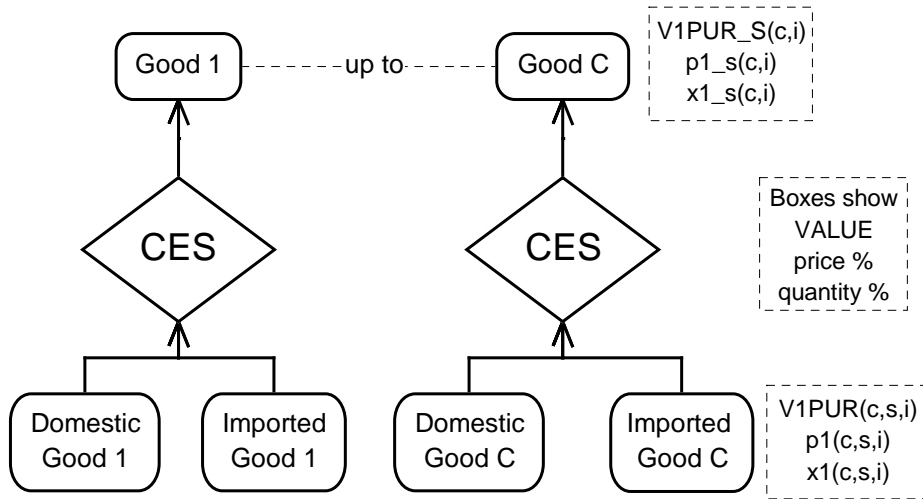 V1PUR_S(c,i)
p1_s(c,i)
x1_s(c,i)
Good 1
up to
Good C
Boxes show
VALUE
price %
quantity %
CES
CES
Domestic
Good 1
Imported
Good 1
Domestic
Good C
Imported
Good C
V1PUR(c,s,i)
p1(c,s,i)
x1(c,s,i)